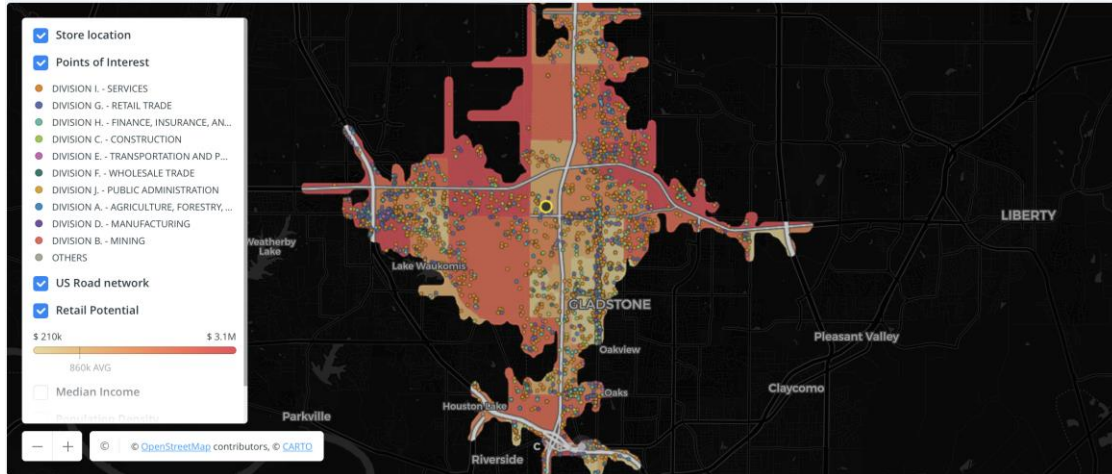 Store location
Points of Interest
DIVISION I. - SERVICES
DIVISION G. - RETAIL TRADE
DIVISION H. - FINANCE, INSURANCE, AN...
DIVISION C. - CONSTRUCTION
DIVISION E. - TRANSPORTATION AND P...
DIVISION F. - WHOLESALE TRADE
DIVISION J. - PUBLIC ADMINISTRATION
DIVISION A. - AGRICULTURE, FORESTRY, ...
DIVISION D. - MANUFACTURING
DIVISION B. - MINING
OTHERS
US Road network
Retail Potential
$ 210k $ 3.1M
860k AVG
Median Income
Population Density
− + © © OpenStreetMap contributors, © CARTO
LIBERTY
Weatherby
Lake
Lake Waukomis
GLADSTONE
Pleasant Valley
Oakview
Claycomo
Oaks
Houston Lake
Parkville
Riverside